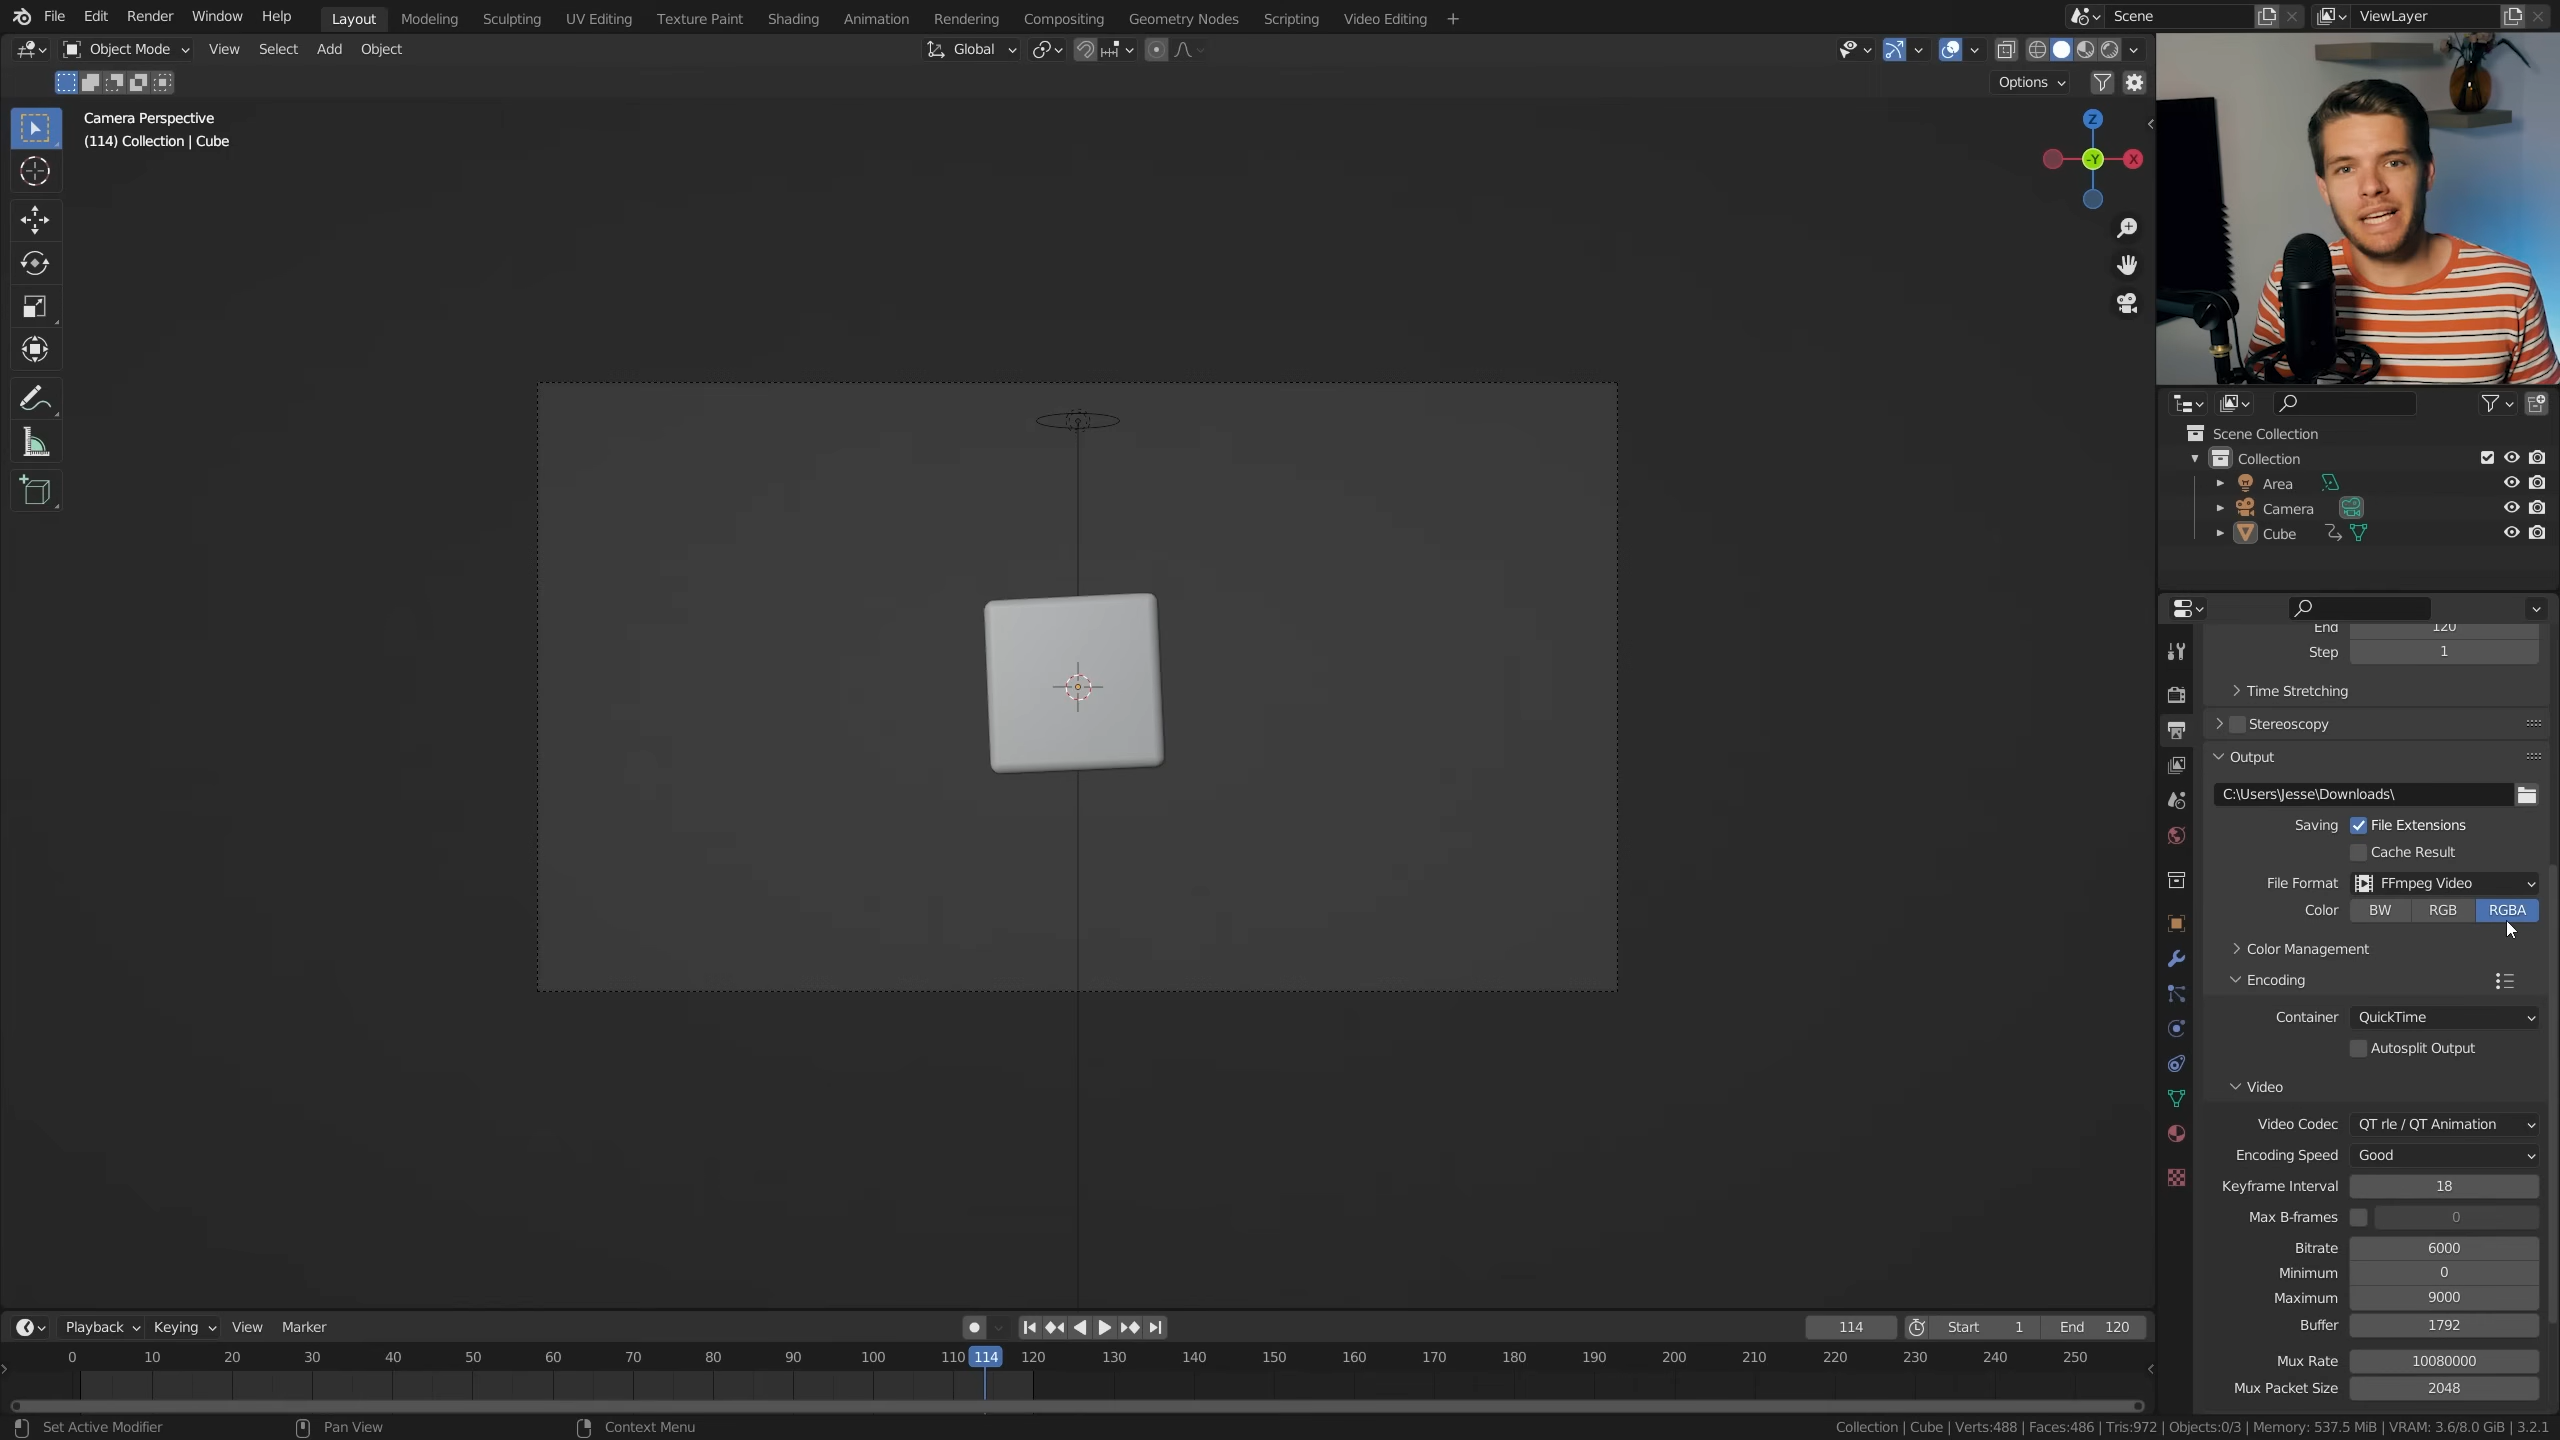 File Edit Render Window Help Layout Modeling Sculpting UV Editing Texture Paint Shading Animation Rendering Compositing Geometry Nodes Scripting Video Editing + Scene ViewLayer
Object Mode View Select Add Object Global
Options
Camera Perspective
(114) Collection | Cube
Z
-Y X
Scene Collection
Collection
Area
Camera
Cube
End 120
Step 1
Time Stretching
Stereoscopy
Output
C:\Users\Jesse\Downloads\
Saving File Extensions
Cache Result
File Format FFmpeg Video
Color BW RGB RGBA
Color Management
Encoding
Container QuickTime
Autosplit Output
Video
Video Codec QT rle / QT Animation
Encoding Speed Good
Keyframe Interval 18
Max B-frames 0
Bitrate 6000
Minimum 0
Maximum 9000
Buffer 1792
Mux Rate 10080000
Mux Packet Size 2048
Playback Keying View Marker 114 Start 1 End 120
0 10 20 30 40 50 60 70 80 90 100 110 114 120 130 140 150 160 170 180 190 200 210 220 230 240 250
Set Active Modifier Pan View Context Menu Collection | Cube | Verts:488 | Faces:486 | Tris:972 | Objects:0/3 | Memory: 537.5 MiB | VRAM: 3.6/8.0 GiB | 3.2.1